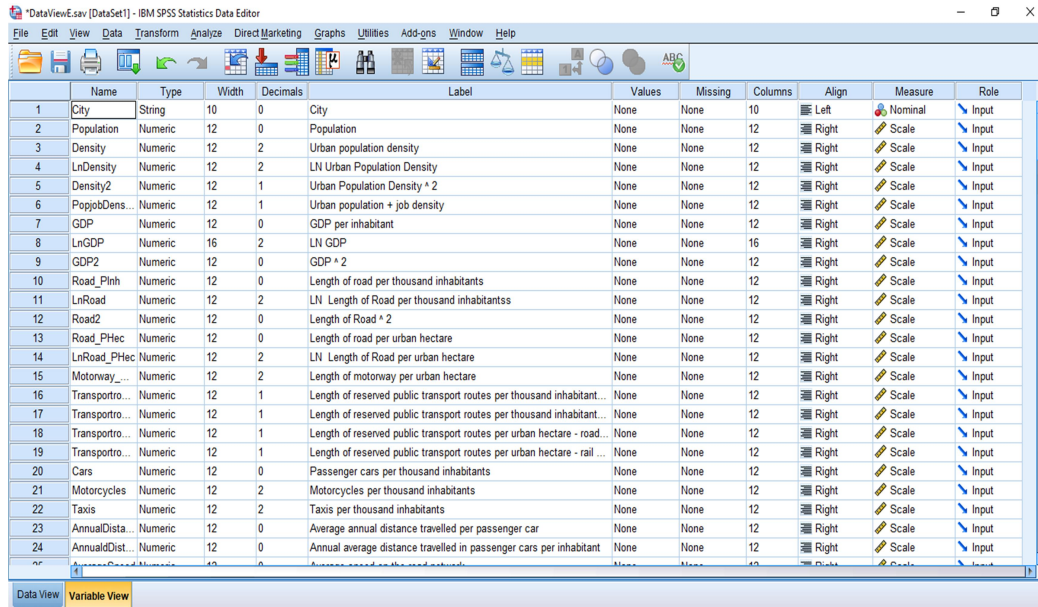 *DataViewE.sav [DataSet1] - IBM SPSS Statistics Data Editor
File Edit View Data Transform Analyze Direct Marketing Graphs Utilities Add-ons Window Help
Name Type Width Decimals Label Values Missing Columns Align Measure Role
1 City String 10 0 City None None 10 Left Nominal Input
2 Population Numeric 12 0 Population None None 12 Right Scale Input
3 Density Numeric 12 2 Urban population density None None 12 Right Scale Input
4 LnDensity Numeric 12 2 LN Urban Population Density None None 12 Right Scale Input
5 Density2 Numeric 12 1 Urban Population Density ^ 2 None None 12 Right Scale Input
6 PopjobDens... Numeric 12 1 Urban population + job density None None 12 Right Scale Input
7 GDP Numeric 12 0 GDP per inhabitant None None 12 Right Scale Input
8 LnGDP Numeric 16 2 LN GDP None None 16 Right Scale Input
9 GDP2 Numeric 12 0 GDP ^ 2 None None 12 Right Scale Input
10 Road_PInh Numeric 12 0 Length of road per thousand inhabitants None None 12 Right Scale Input
11 LnRoad Numeric 12 2 LN Length of Road per thousand inhabitantss None None 12 Right Scale Input
12 Road2 Numeric 12 0 Length of Road ^ 2 None None 12 Right Scale Input
13 Road_PHec Numeric 12 0 Length of road per urban hectare None None 12 Right Scale Input
14 LnRoad_PHec Numeric 12 2 LN Length of Road per urban hectare None None 12 Right Scale Input
15 Motorway_... Numeric 12 2 Length of motorway per urban hectare None None 12 Right Scale Input
16 Transportro... Numeric 12 1 Length of reserved public transport routes per thousand inhabitant... None None 12 Right Scale Input
17 Transportro... Numeric 12 1 Length of reserved public transport routes per thousand inhabitant... None None 12 Right Scale Input
18 Transportro... Numeric 12 1 Length of reserved public transport routes per urban hectare - road... None None 12 Right Scale Input
19 Transportro... Numeric 12 1 Length of reserved public transport routes per urban hectare - rail ... None None 12 Right Scale Input
20 Cars Numeric 12 0 Passenger cars per thousand inhabitants None None 12 Right Scale Input
21 Motorcycles Numeric 12 2 Motorcycles per thousand inhabitants None None 12 Right Scale Input
22 Taxis Numeric 12 2 Taxis per thousand inhabitants None None 12 Right Scale Input
23 AnnualDista... Numeric 12 0 Average annual distance travelled per passenger car None None 12 Right Scale Input
24 AnnualdDist... Numeric 12 0 Annual average distance travelled in passenger cars per inhabitant None None 12 Right Scale Input
Data View Variable View